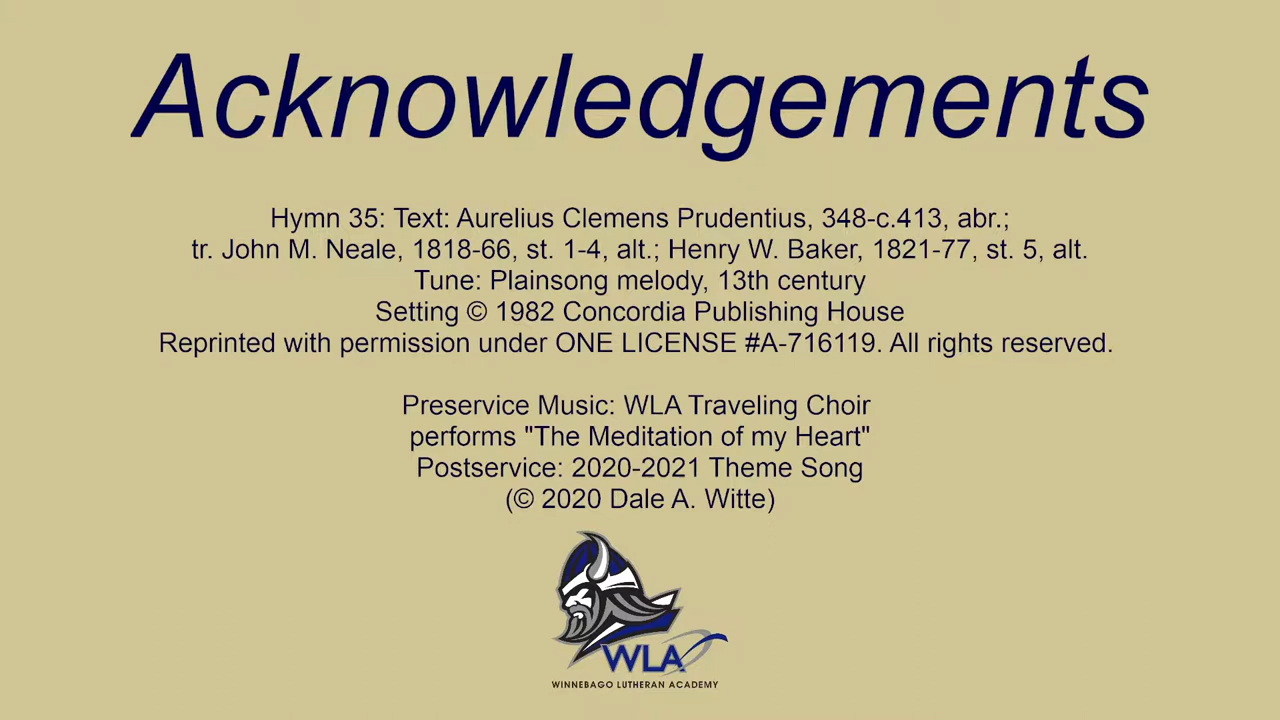 Acknowledgements
Hymn 35: Text: Aurelius Clemens Prudentius, 348-c.413, abr.;
tr. John M. Neale, 1818-66, st. 1-4, alt.; Henry W. Baker, 1821-77, st. 5, alt.
Tune: Plainsong melody, 13th century
Setting © 1982 Concordia Publishing House
Reprinted with permission under ONE LICENSE #A-716119. All rights reserved.
Preservice Music: WLA Traveling Choir
performs "The Meditation of my Heart"
Postservice: 2020-2021 Theme Song
(© 2020 Dale A. Witte)
WLA
WINNEBAGO LUTHERAN ACADEMY